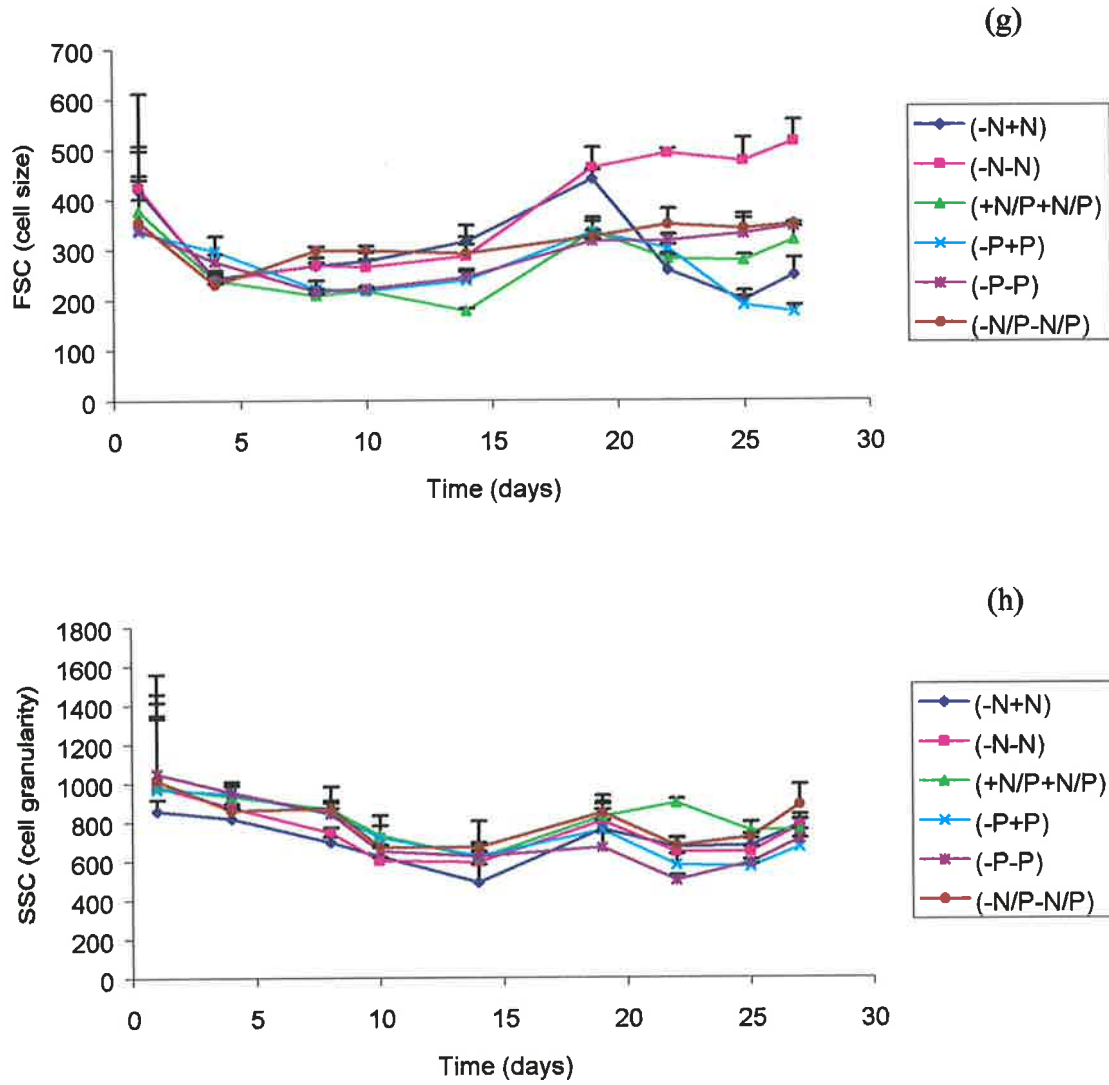 (g)
700
600
500
400
300
200
100
0
FSC (cell size)
0 5 10 15 20 25 30
Time (days)
(-N+N)
(-N-N)
(+N/P+N/P)
(-P+P)
(-P-P)
(-N/P-N/P)
(h)
1800
1600
1400
1200
1000
800
600
400
200
0
SSC (cell granularity)
0 5 10 15 20 25 30
Time (days)
(-N+N)
(-N-N)
(+N/P+N/P)
(-P+P)
(-P-P)
(-N/P-N/P)